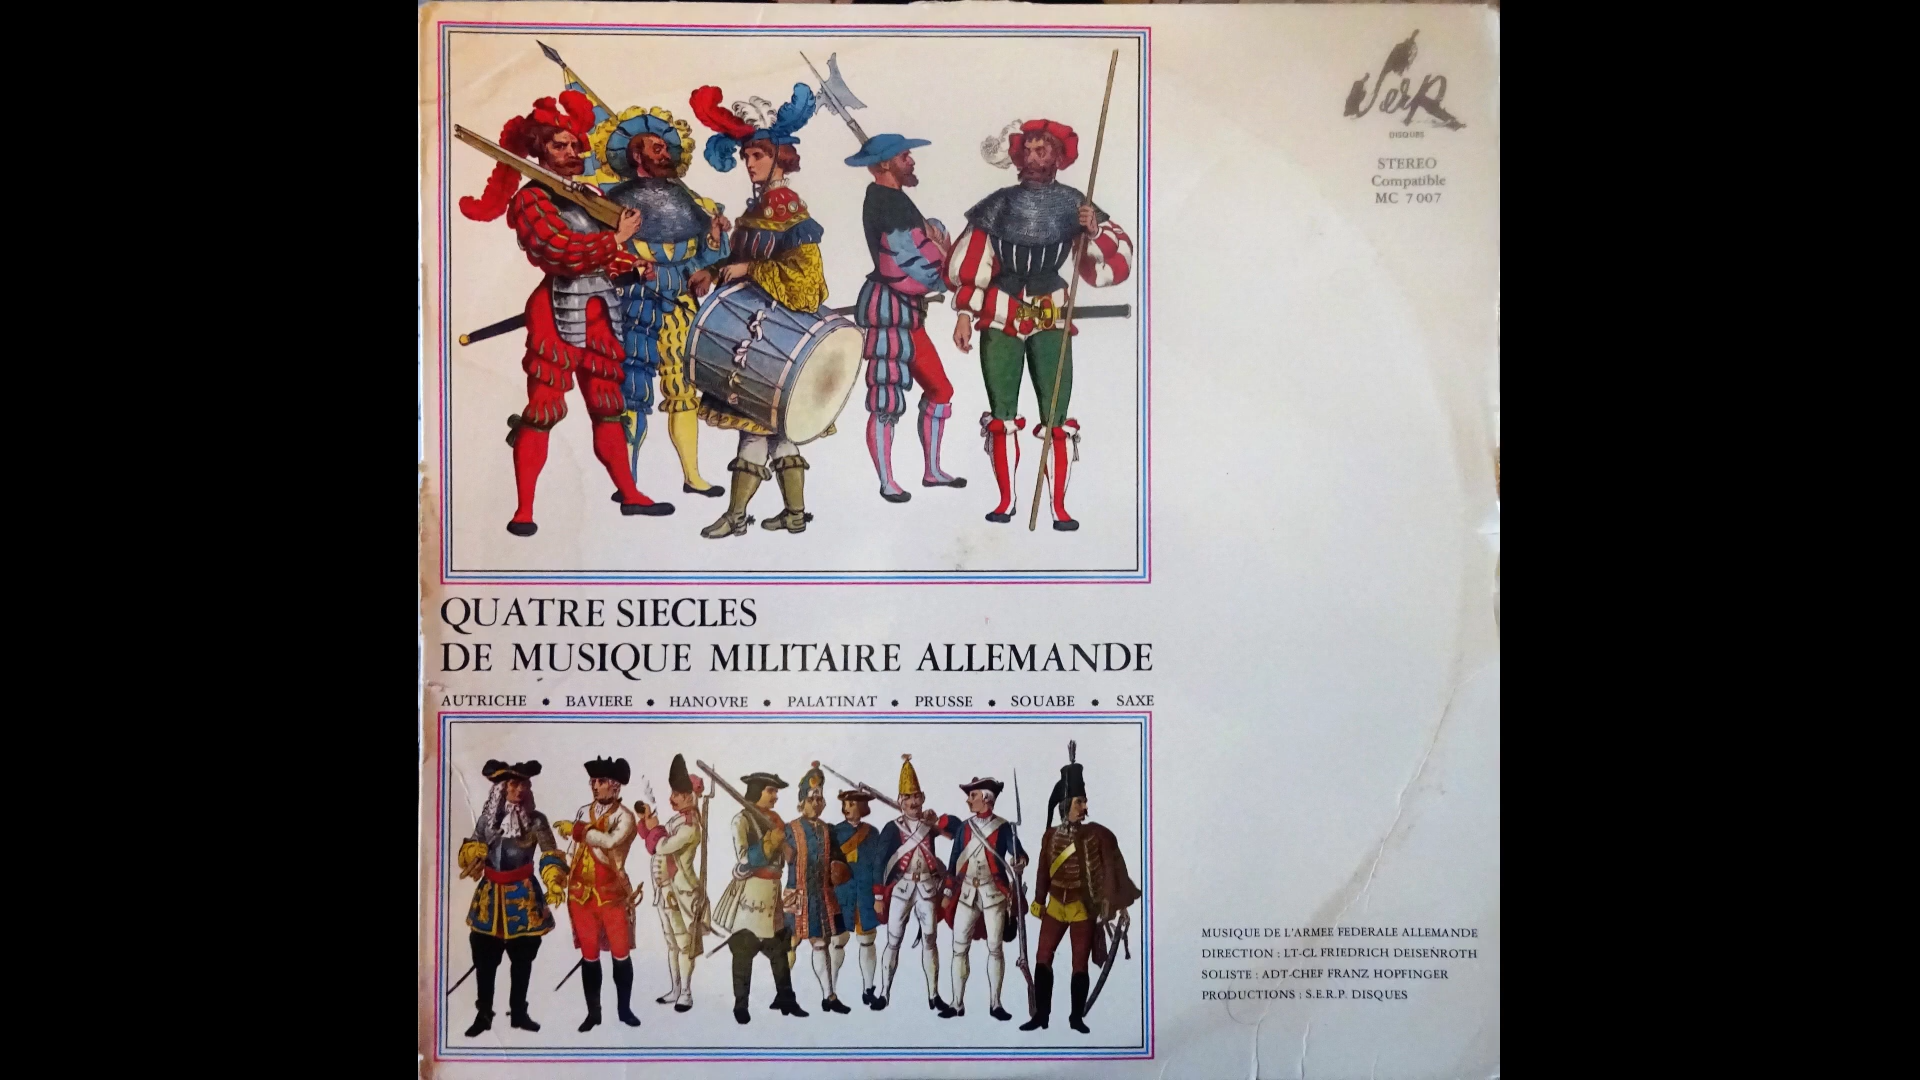 SERP
DISQUES
STEREO
Compatible
MC 7007
QUATRE SIECLES
DE MUSIQUE MILITAIRE ALLEMANDE
AUTRICHE • BAVIERE • HANOVRE • PALATINAT • PRUSSE • SOUABE • SAXE
MUSIQUE DE L'ARMEE FEDERALE ALLEMANDE
DIRECTION : LT-CL FRIEDRICH DEISENROTH
SOLISTE : ADT-CHEF FRANZ HOPFINGER
PRODUCTIONS : S.E.R.P. DISQUES